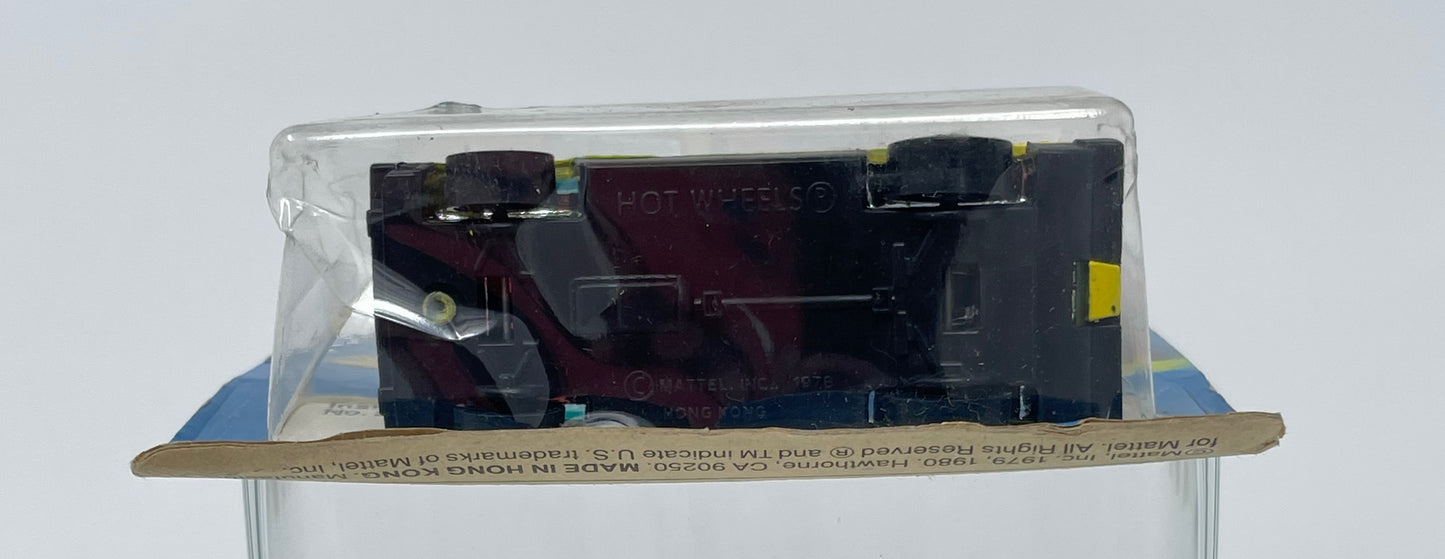 HOT WHEELS®
© MATTEL, INC. 1978
HONG KONG
for Mattel. All Rights Reserved ® and TM indicate U.S. trademarks of Mattel, Inc.
© Mattel, Inc. 1979, 1980. Hawthorne, CA 90250. MADE IN HONG KONG.